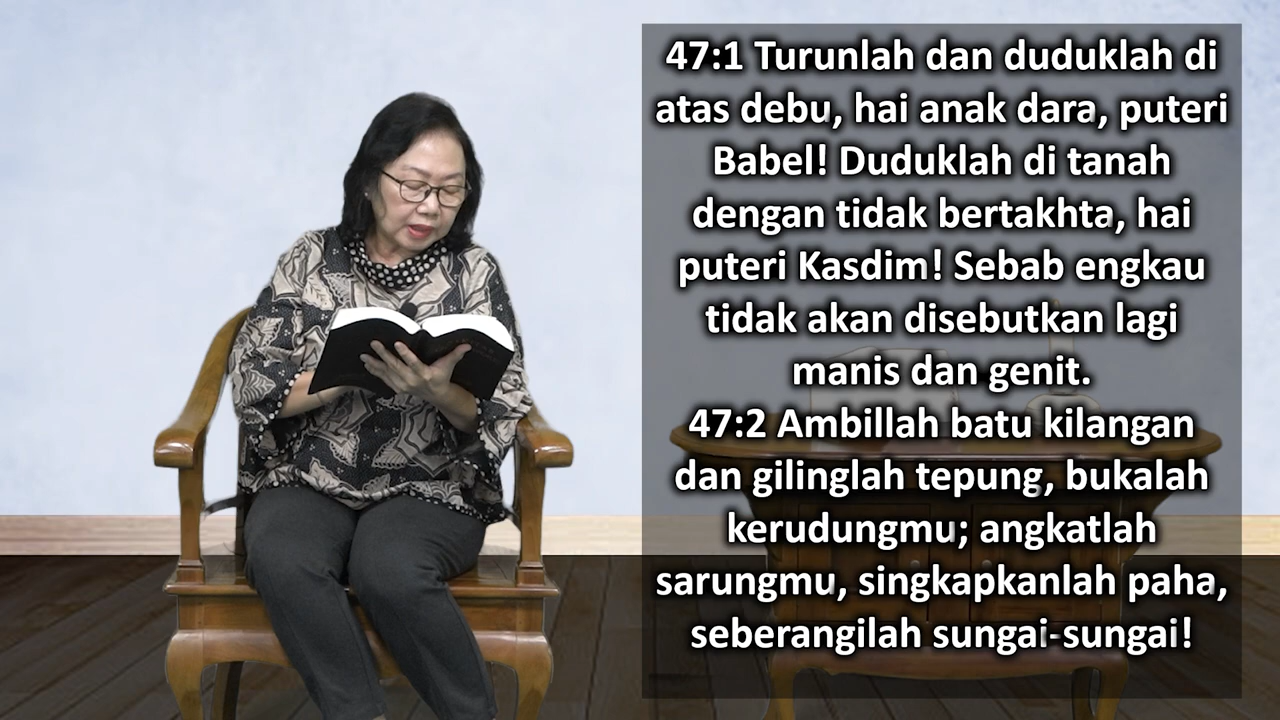 47:1 Turunlah dan duduklah di
atas debu, hai anak dara, puteri
Babel! Duduklah di tanah
dengan tidak bertakhta, hai
puteri Kasdim! Sebab engkau
tidak akan disebutkan lagi
manis dan genit.
47:2 Ambillah batu kilangan
dan gilinglah tepung, bukalah
kerudungmu; angkatlah
sarungmu, singkapkanlah paha,
seberangilah sungai-sungai!